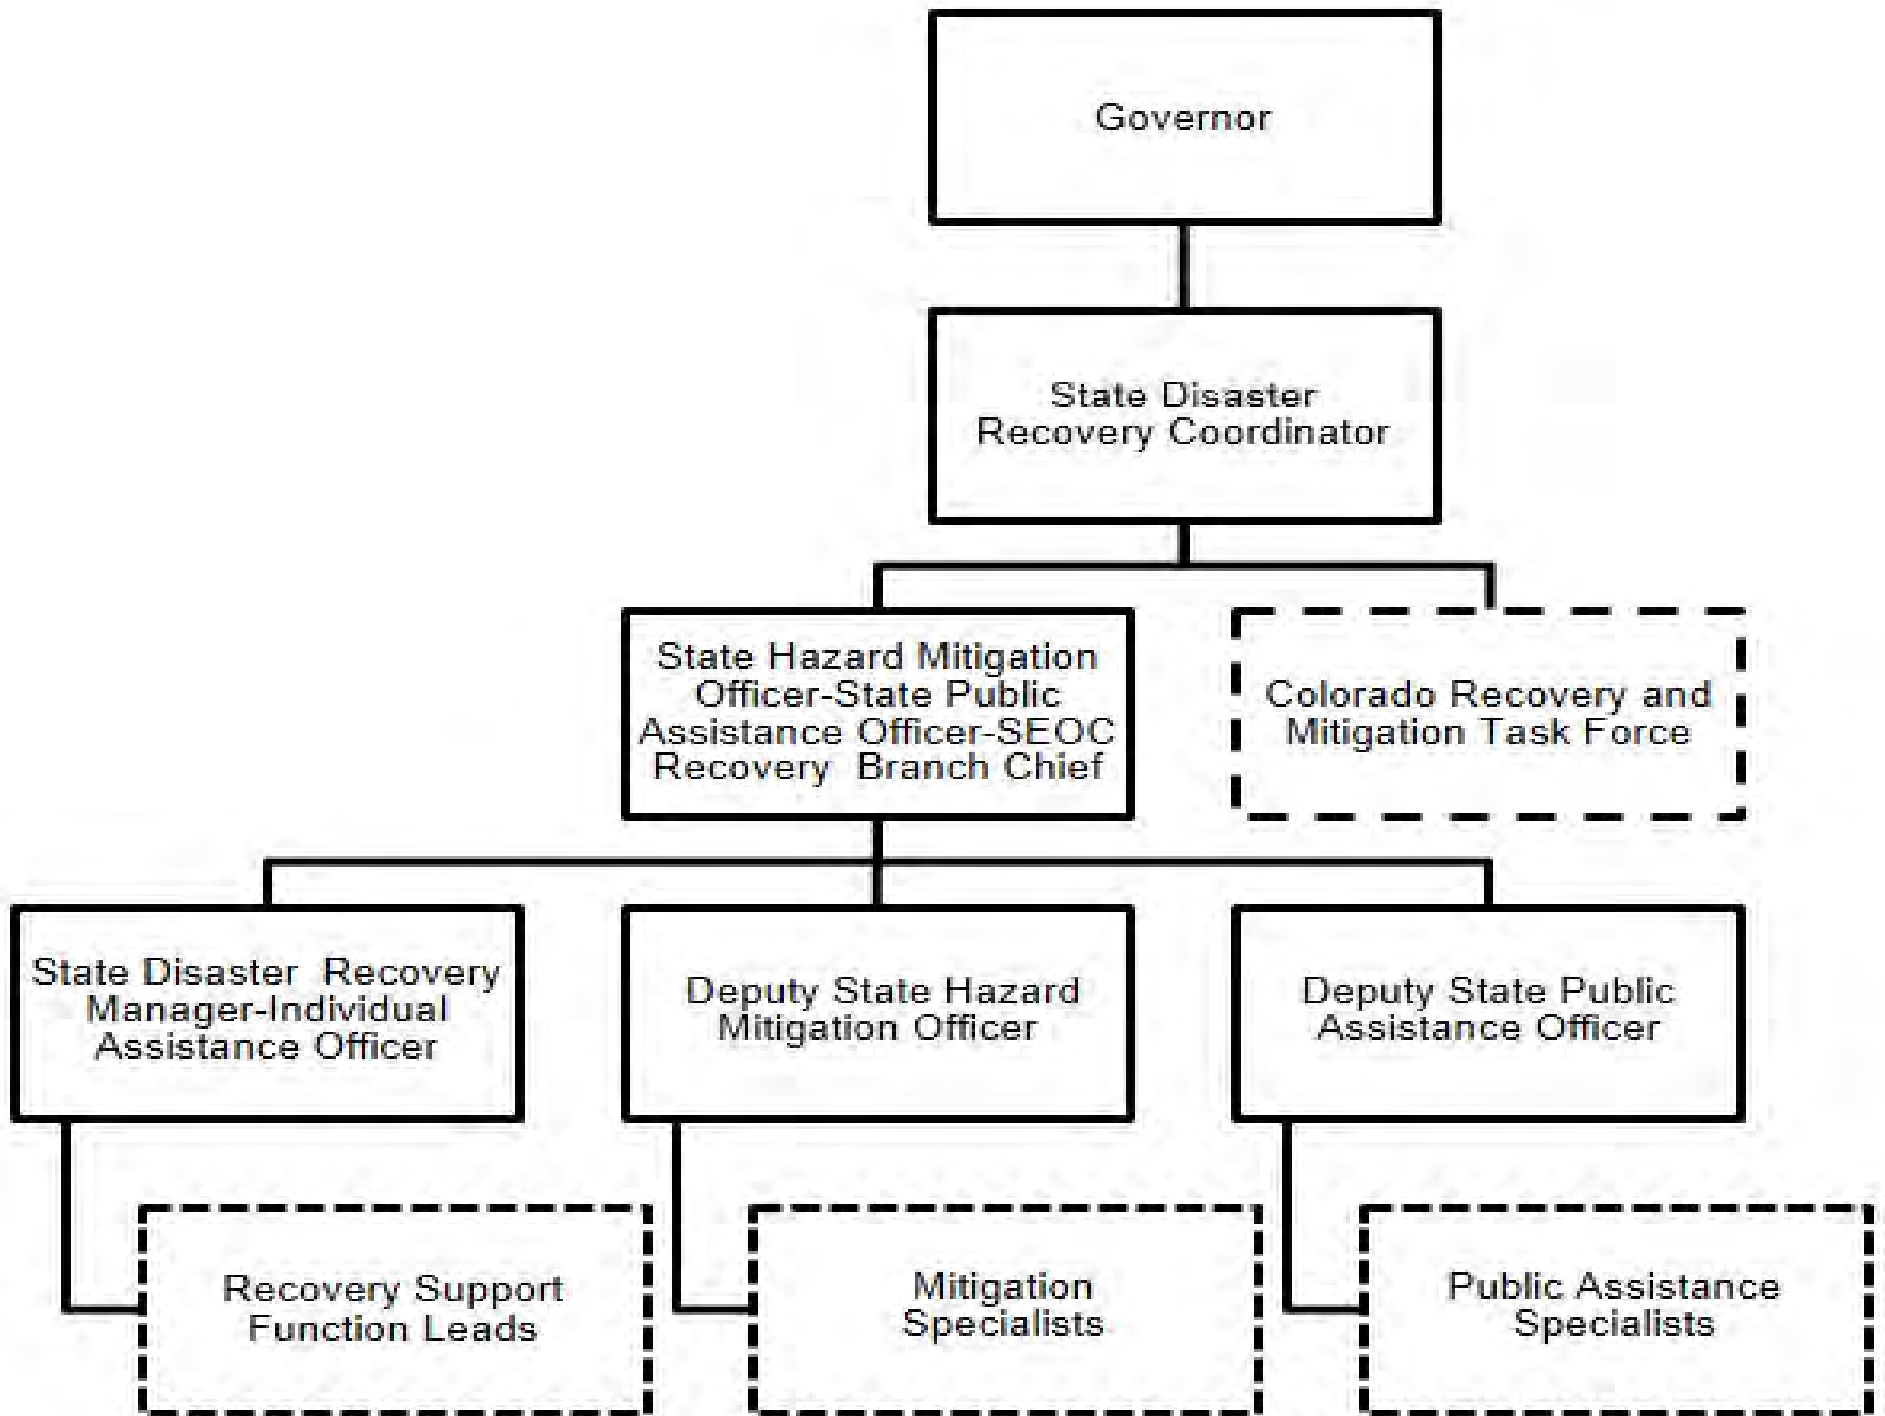 Governor
State Disaster
Recovery Coordinator
State Hazard Mitigation
Officer-State Public
Assistance Officer-SEOC
Recovery Branch Chief
Colorado Recovery and
Mitigation Task Force
State Disaster Recovery
Manager-Individual
Assistance Officer
Deputy State Hazard
Mitigation Officer
Deputy State Public
Assistance Officer
Recovery Support
Function Leads
Mitigation
Specialists
Public Assistance
Specialists